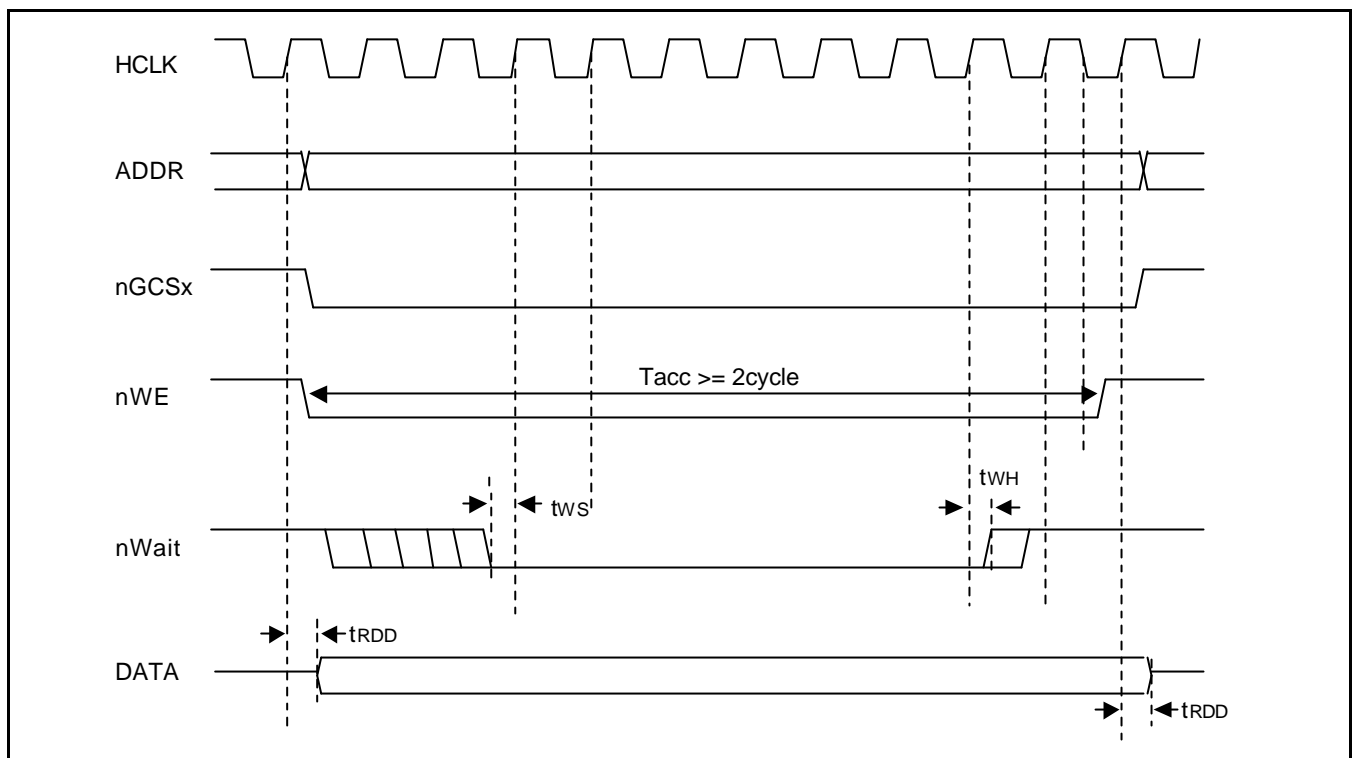 HCLK
ADDR
nGCSx
Tacc >= 2cycle
nWE
tWH
tWS
nWait
tRDD
DATA
tRDD